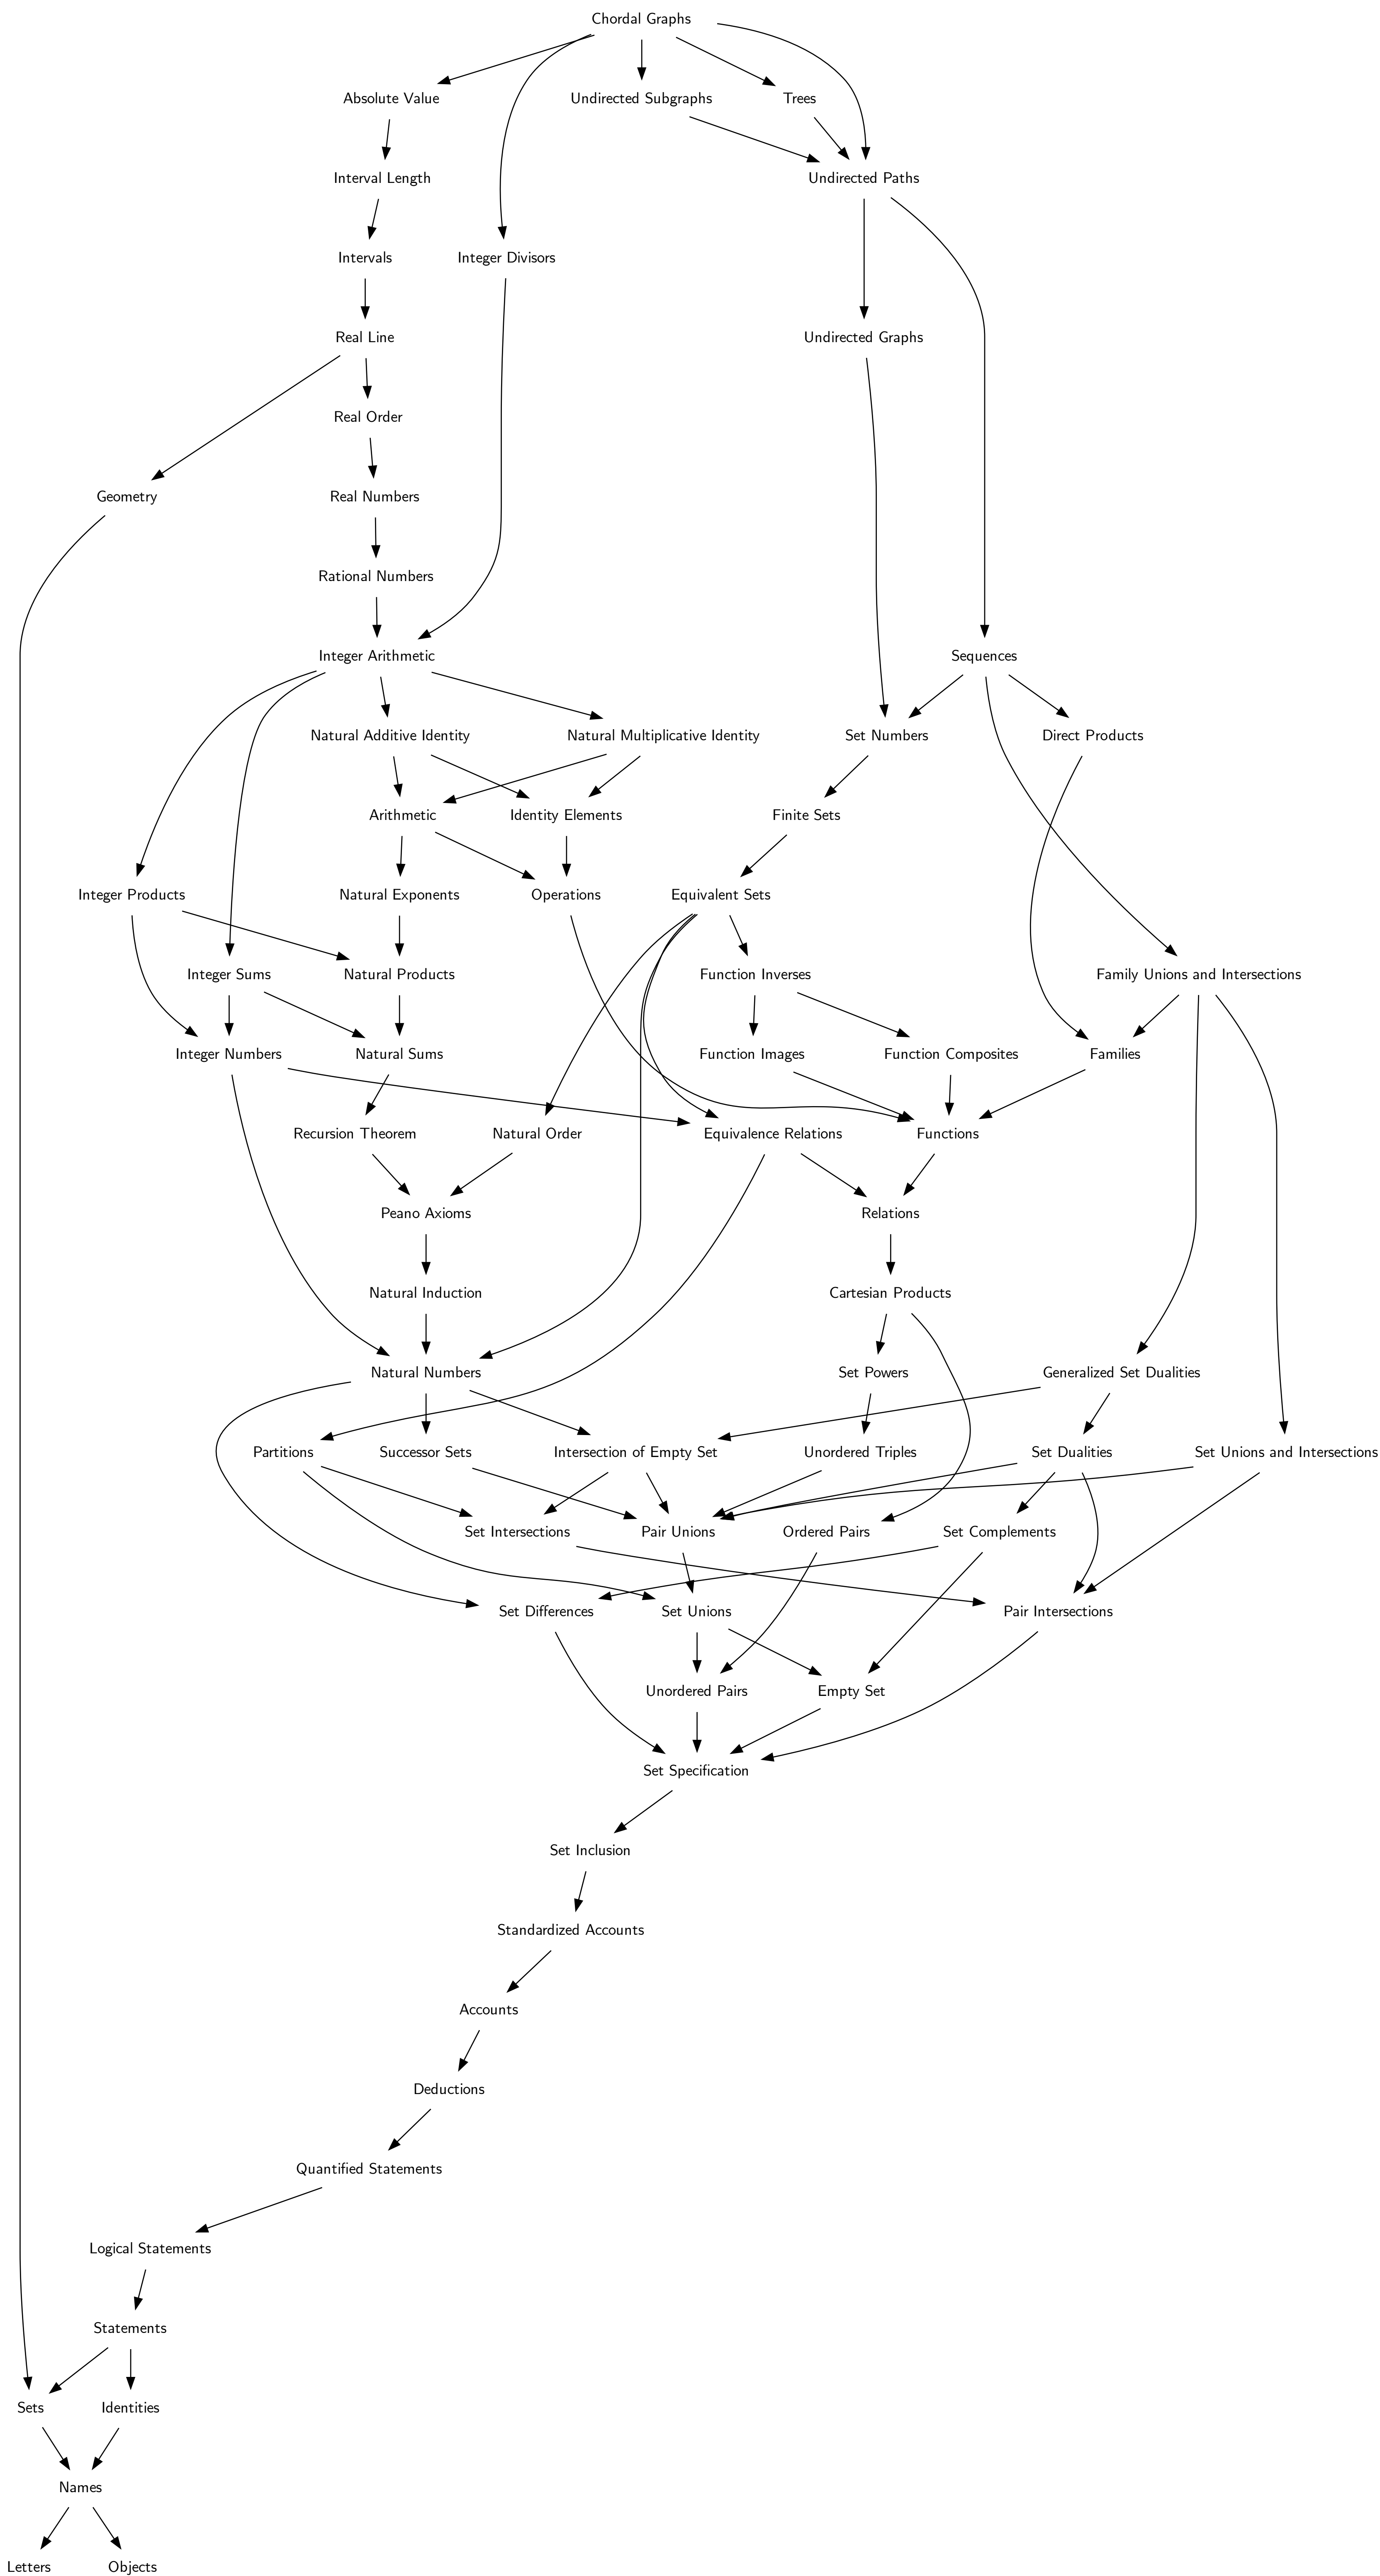 Chordal Graphs
Absolute Value
Undirected Subgraphs
Trees
Interval Length
Undirected Paths
Intervals
Integer Divisors
Real Line
Undirected Graphs
Real Order
Geometry
Real Numbers
Rational Numbers
Integer Arithmetic
Sequences
Natural Additive Identity
Natural Multiplicative Identity
Set Numbers
Direct Products
Arithmetic
Identity Elements
Finite Sets
Integer Products
Natural Exponents
Operations
Equivalent Sets
Integer Sums
Natural Products
Function Inverses
Family Unions and Intersections
Integer Numbers
Natural Sums
Function Images
Function Composites
Families
Recursion Theorem
Natural Order
Equivalence Relations
Functions
Peano Axioms
Relations
Natural Induction
Cartesian Products
Natural Numbers
Set Powers
Generalized Set Dualities
Partitions
Successor Sets
Intersection of Empty Set
Unordered Triples
Set Dualities
Set Unions and Intersections
Set Intersections
Pair Unions
Ordered Pairs
Set Complements
Set Differences
Set Unions
Pair Intersections
Unordered Pairs
Empty Set
Set Specification
Set Inclusion
Standardized Accounts
Accounts
Deductions
Quantified Statements
Logical Statements
Statements
Sets
Identities
Names
Letters
Objects